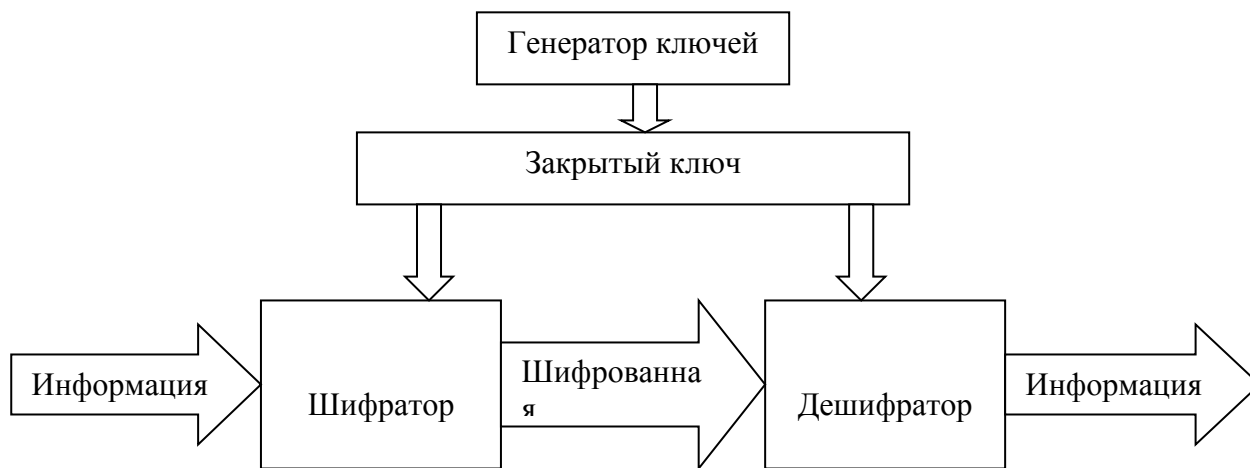 Генератор ключей
Закрытый ключ
Информация
Шифратор
Шифрованна
я
Дешифратор
Информация